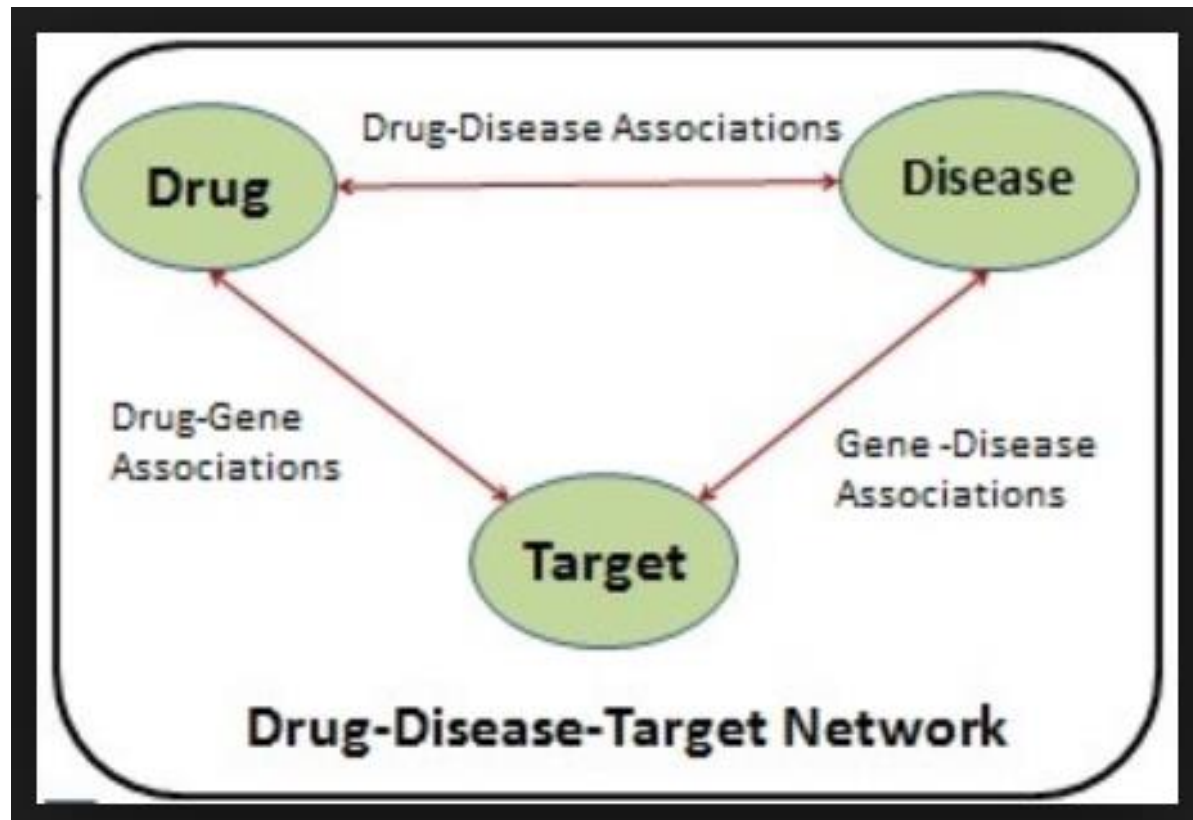 Drug-Disease Associations
Drug
Disease
Drug-Gene
Associations
Gene -Disease
Associations
Target
Drug-Disease-Target Network